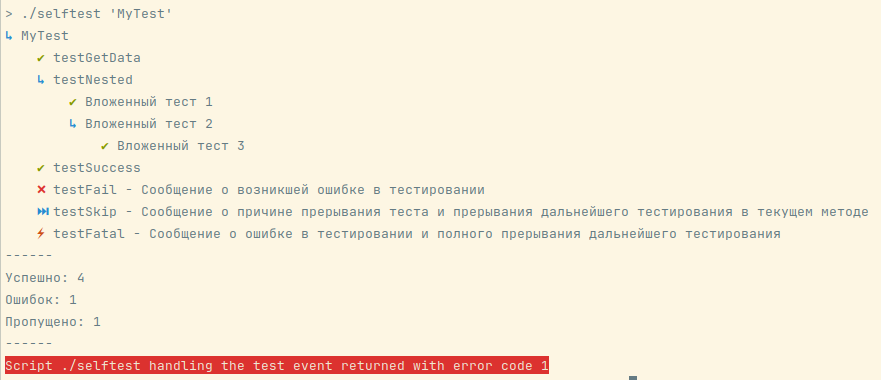 > ./selftest 'MyTest'
↳ MyTest
✔ testGetData
↳ testNested
✔ Вложенный тест 1
↳ Вложенный тест 2
✔ Вложенный тест 3
✔ testSuccess
✖ testFail - Сообщение о возникшей ошибке в тестировании
⏭ testSkip - Сообщение о причине прерывания теста и прерывания дальнейшего тестирования в текущем методе
⚡ testFatal - Сообщение о ошибке в тестировании и полного прерывания дальнейшего тестирования
------
Успешно: 4
Ошибок: 1
Пропущено: 1
------
Script ./selftest handling the test event returned with error code 1